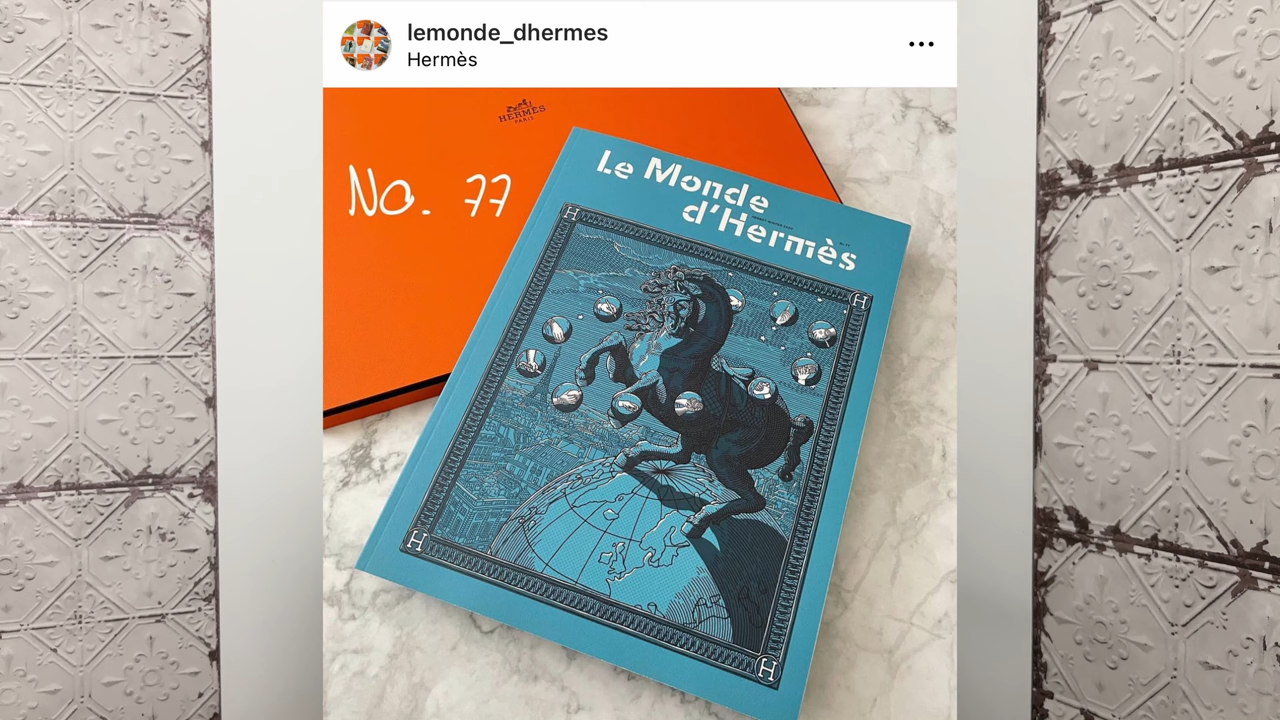 lemonde_dhermes
Hermès
HERMÈS
PARIS
No. 77
Le Monde
d'Hermès
H
H
H
H